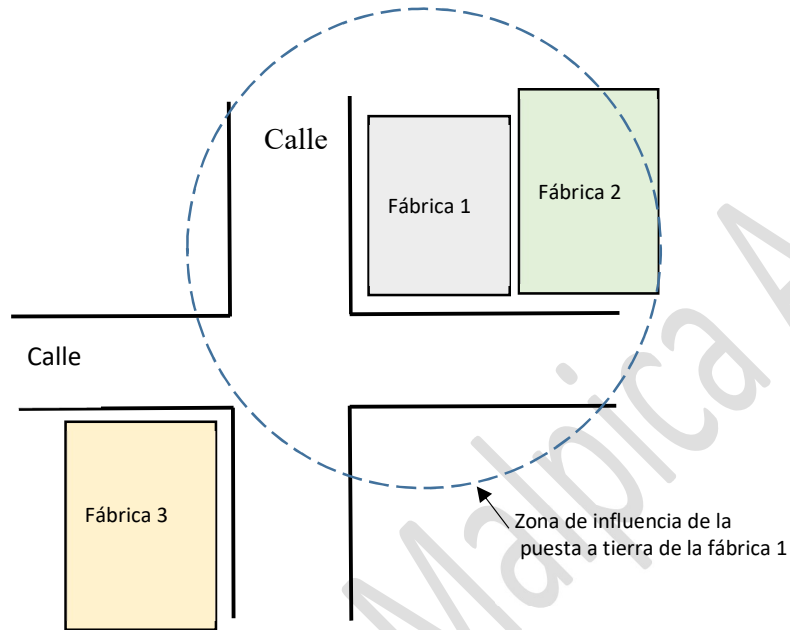 Calle
Fábrica 1
Fábrica 2
Calle
Fábrica 3
Zona de influencia de la
puesta a tierra de la fábrica 1
Malpica A